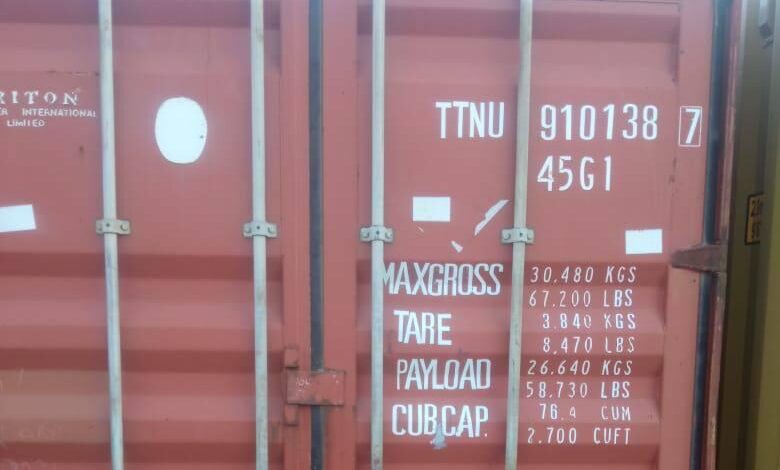 RITON
ER INTERNATIONAL
LIMITED
TTNU 910138 7
45G1
MAXGROSS 30.480 KGS
67.200 LBS
TARE 3.840 KGS
8,470 LBS
PAYLOAD 26.640 KGS
58.730 LBS
CUBCAP. 76.4 CUM
2.700 CUFT